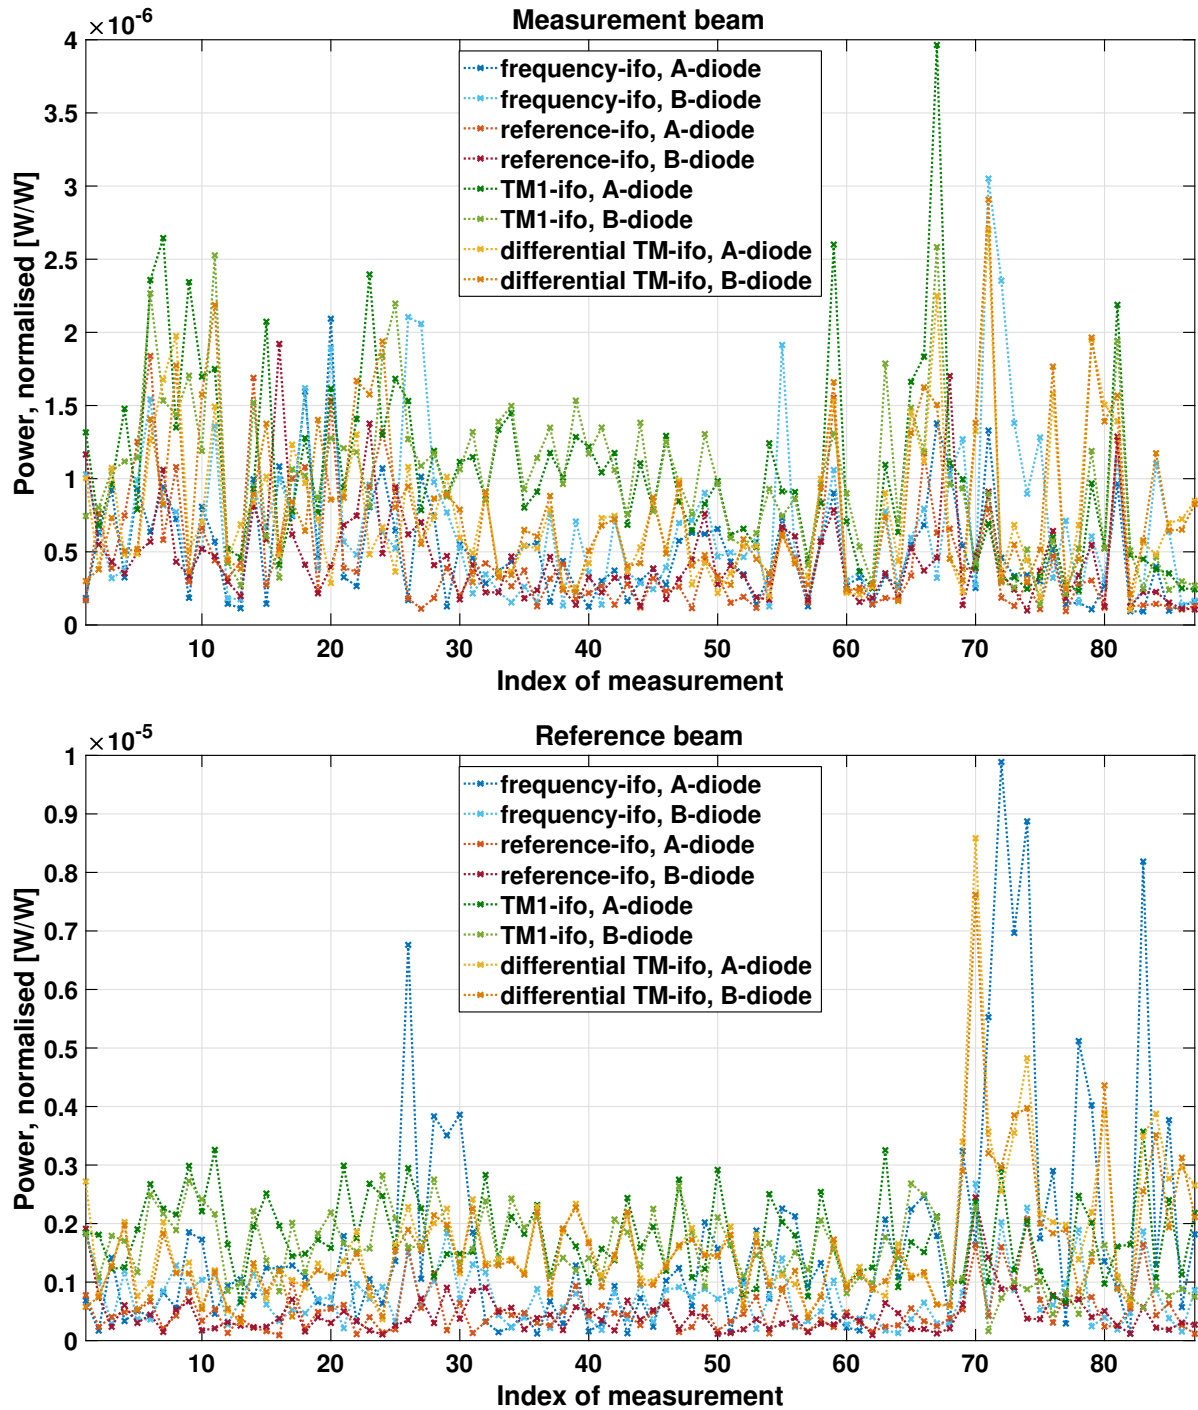 Measurement beam
×10^-6
4
3.5
3
2.5
2
1.5
1
0.5
0
Power, normalised [W/W]
frequency-ifo, A-diode
frequency-ifo, B-diode
reference-ifo, A-diode
reference-ifo, B-diode
TM1-ifo, A-diode
TM1-ifo, B-diode
differential TM-ifo, A-diode
differential TM-ifo, B-diode
10 20 30 40 50 60 70 80
Index of measurement
Reference beam
×10^-5
1
0.9
0.8
0.7
0.6
0.5
0.4
0.3
0.2
0.1
0
Power, normalised [W/W]
frequency-ifo, A-diode
frequency-ifo, B-diode
reference-ifo, A-diode
reference-ifo, B-diode
TM1-ifo, A-diode
TM1-ifo, B-diode
differential TM-ifo, A-diode
differential TM-ifo, B-diode
10 20 30 40 50 60 70 80
Index of measurement